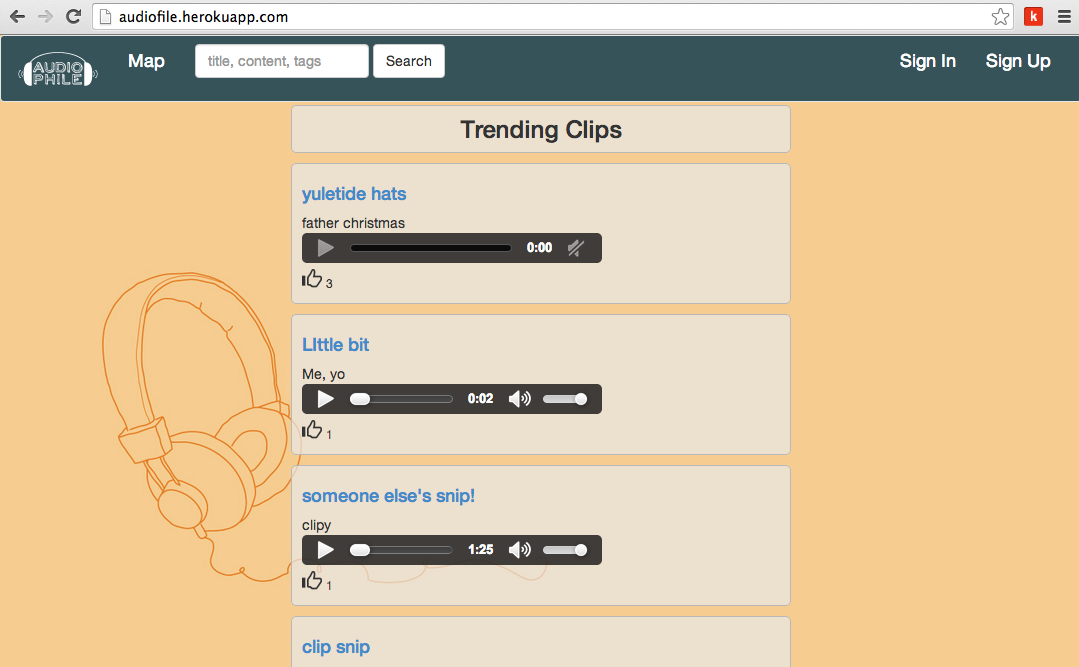 audiofile.herokuapp.com
k
AUDIO
PHILE
Map
title, content, tags
Search
Sign In
Sign Up
Trending Clips
yuletide hats
father christmas
0:00
3
LIttle bit
Me, yo
0:02
1
someone else's snip!
clipy
1:25
1
clip snip